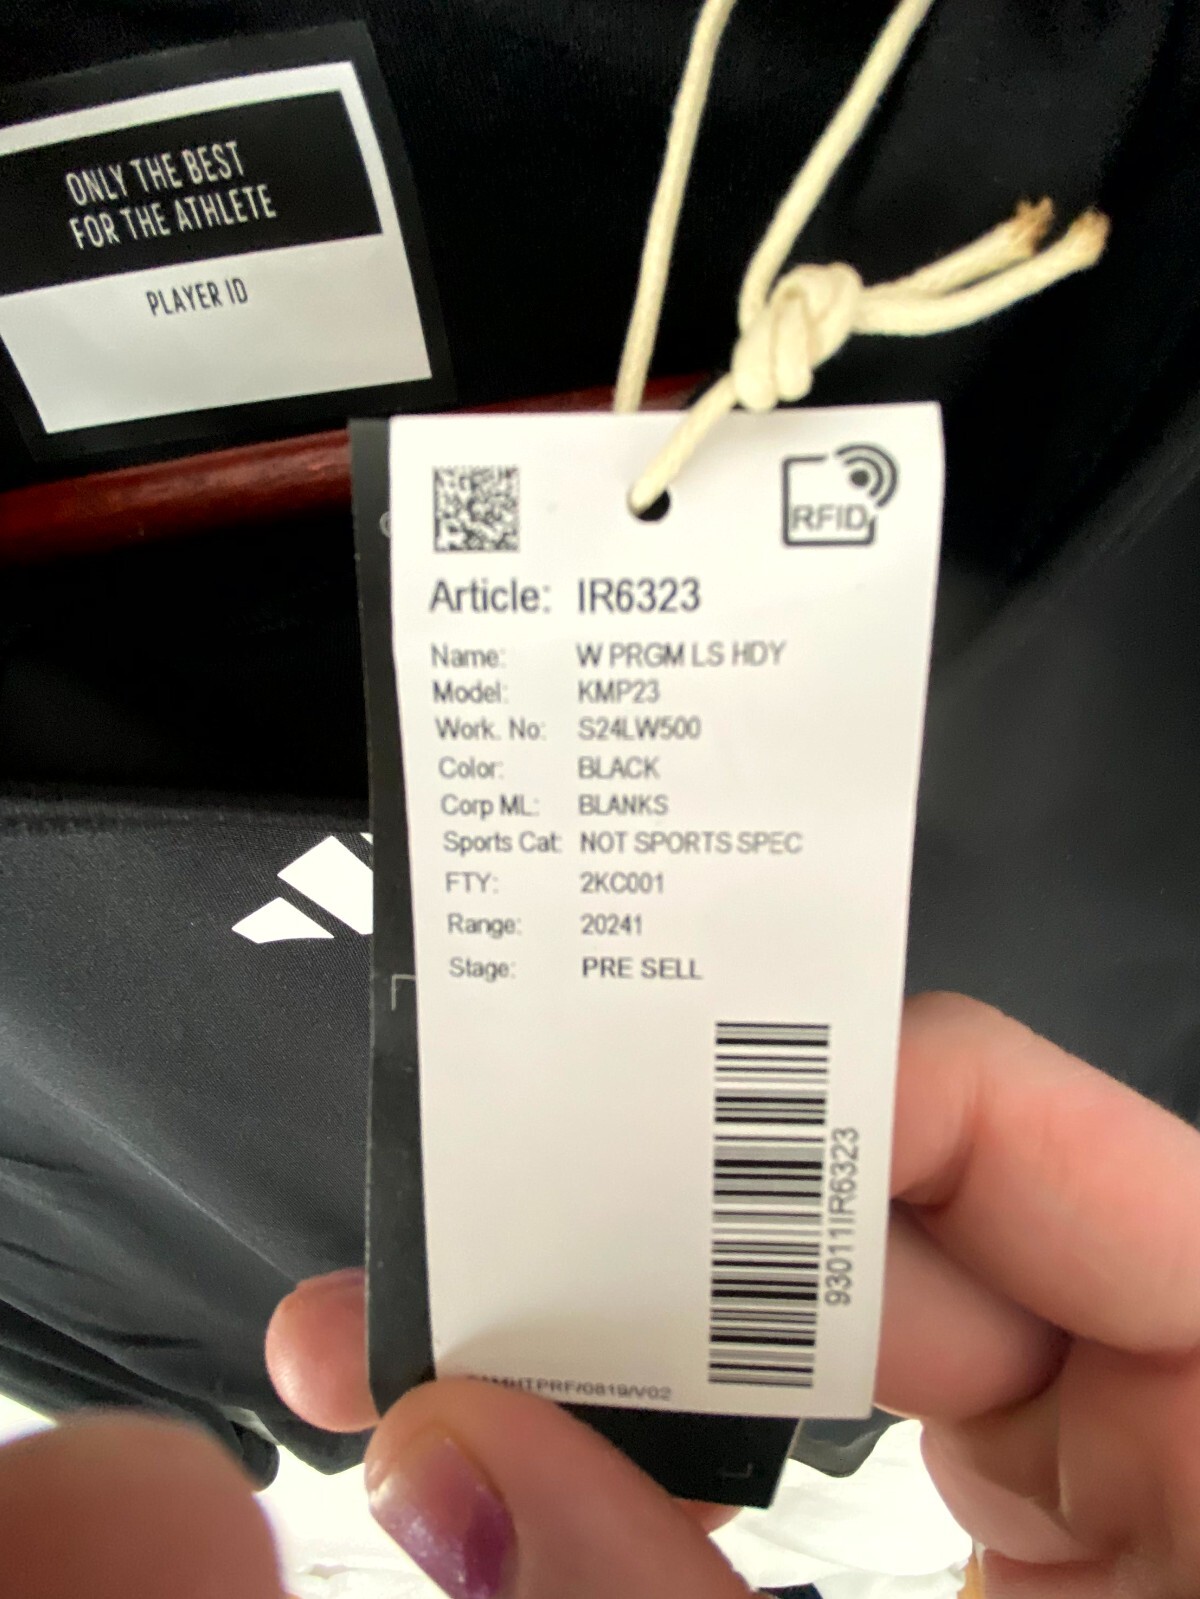 ONLY THE BEST
FOR THE ATHLETE
PLAYER ID
RFID
Article: IR6323
Name: W PRGM LS HDY
Model: KMP23
Work. No: S24LW500
Color: BLACK
Corp ML: BLANKS
Sports Cat: NOT SPORTS SPEC
FTY: 2KC001
Range: 20241
Stage: PRE SELL
93011IR6323